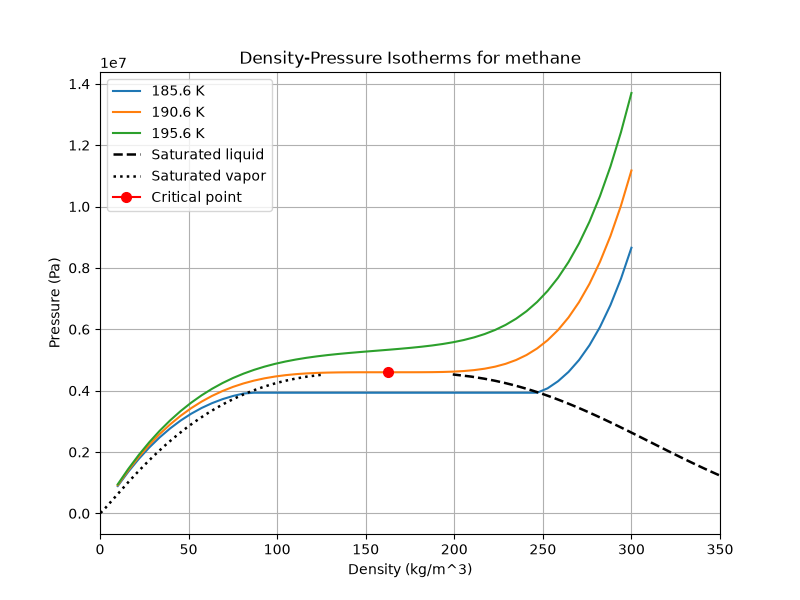 Density-Pressure Isotherms for methane
1e7
185.6 K
190.6 K
195.6 K
Saturated liquid
Saturated vapor
Critical point
1.4
1.2
1.0
0.8
0.6
0.4
0.2
0.0
Pressure (Pa)
0 50 100 150 200 250 300 350
Density (kg/m^3)